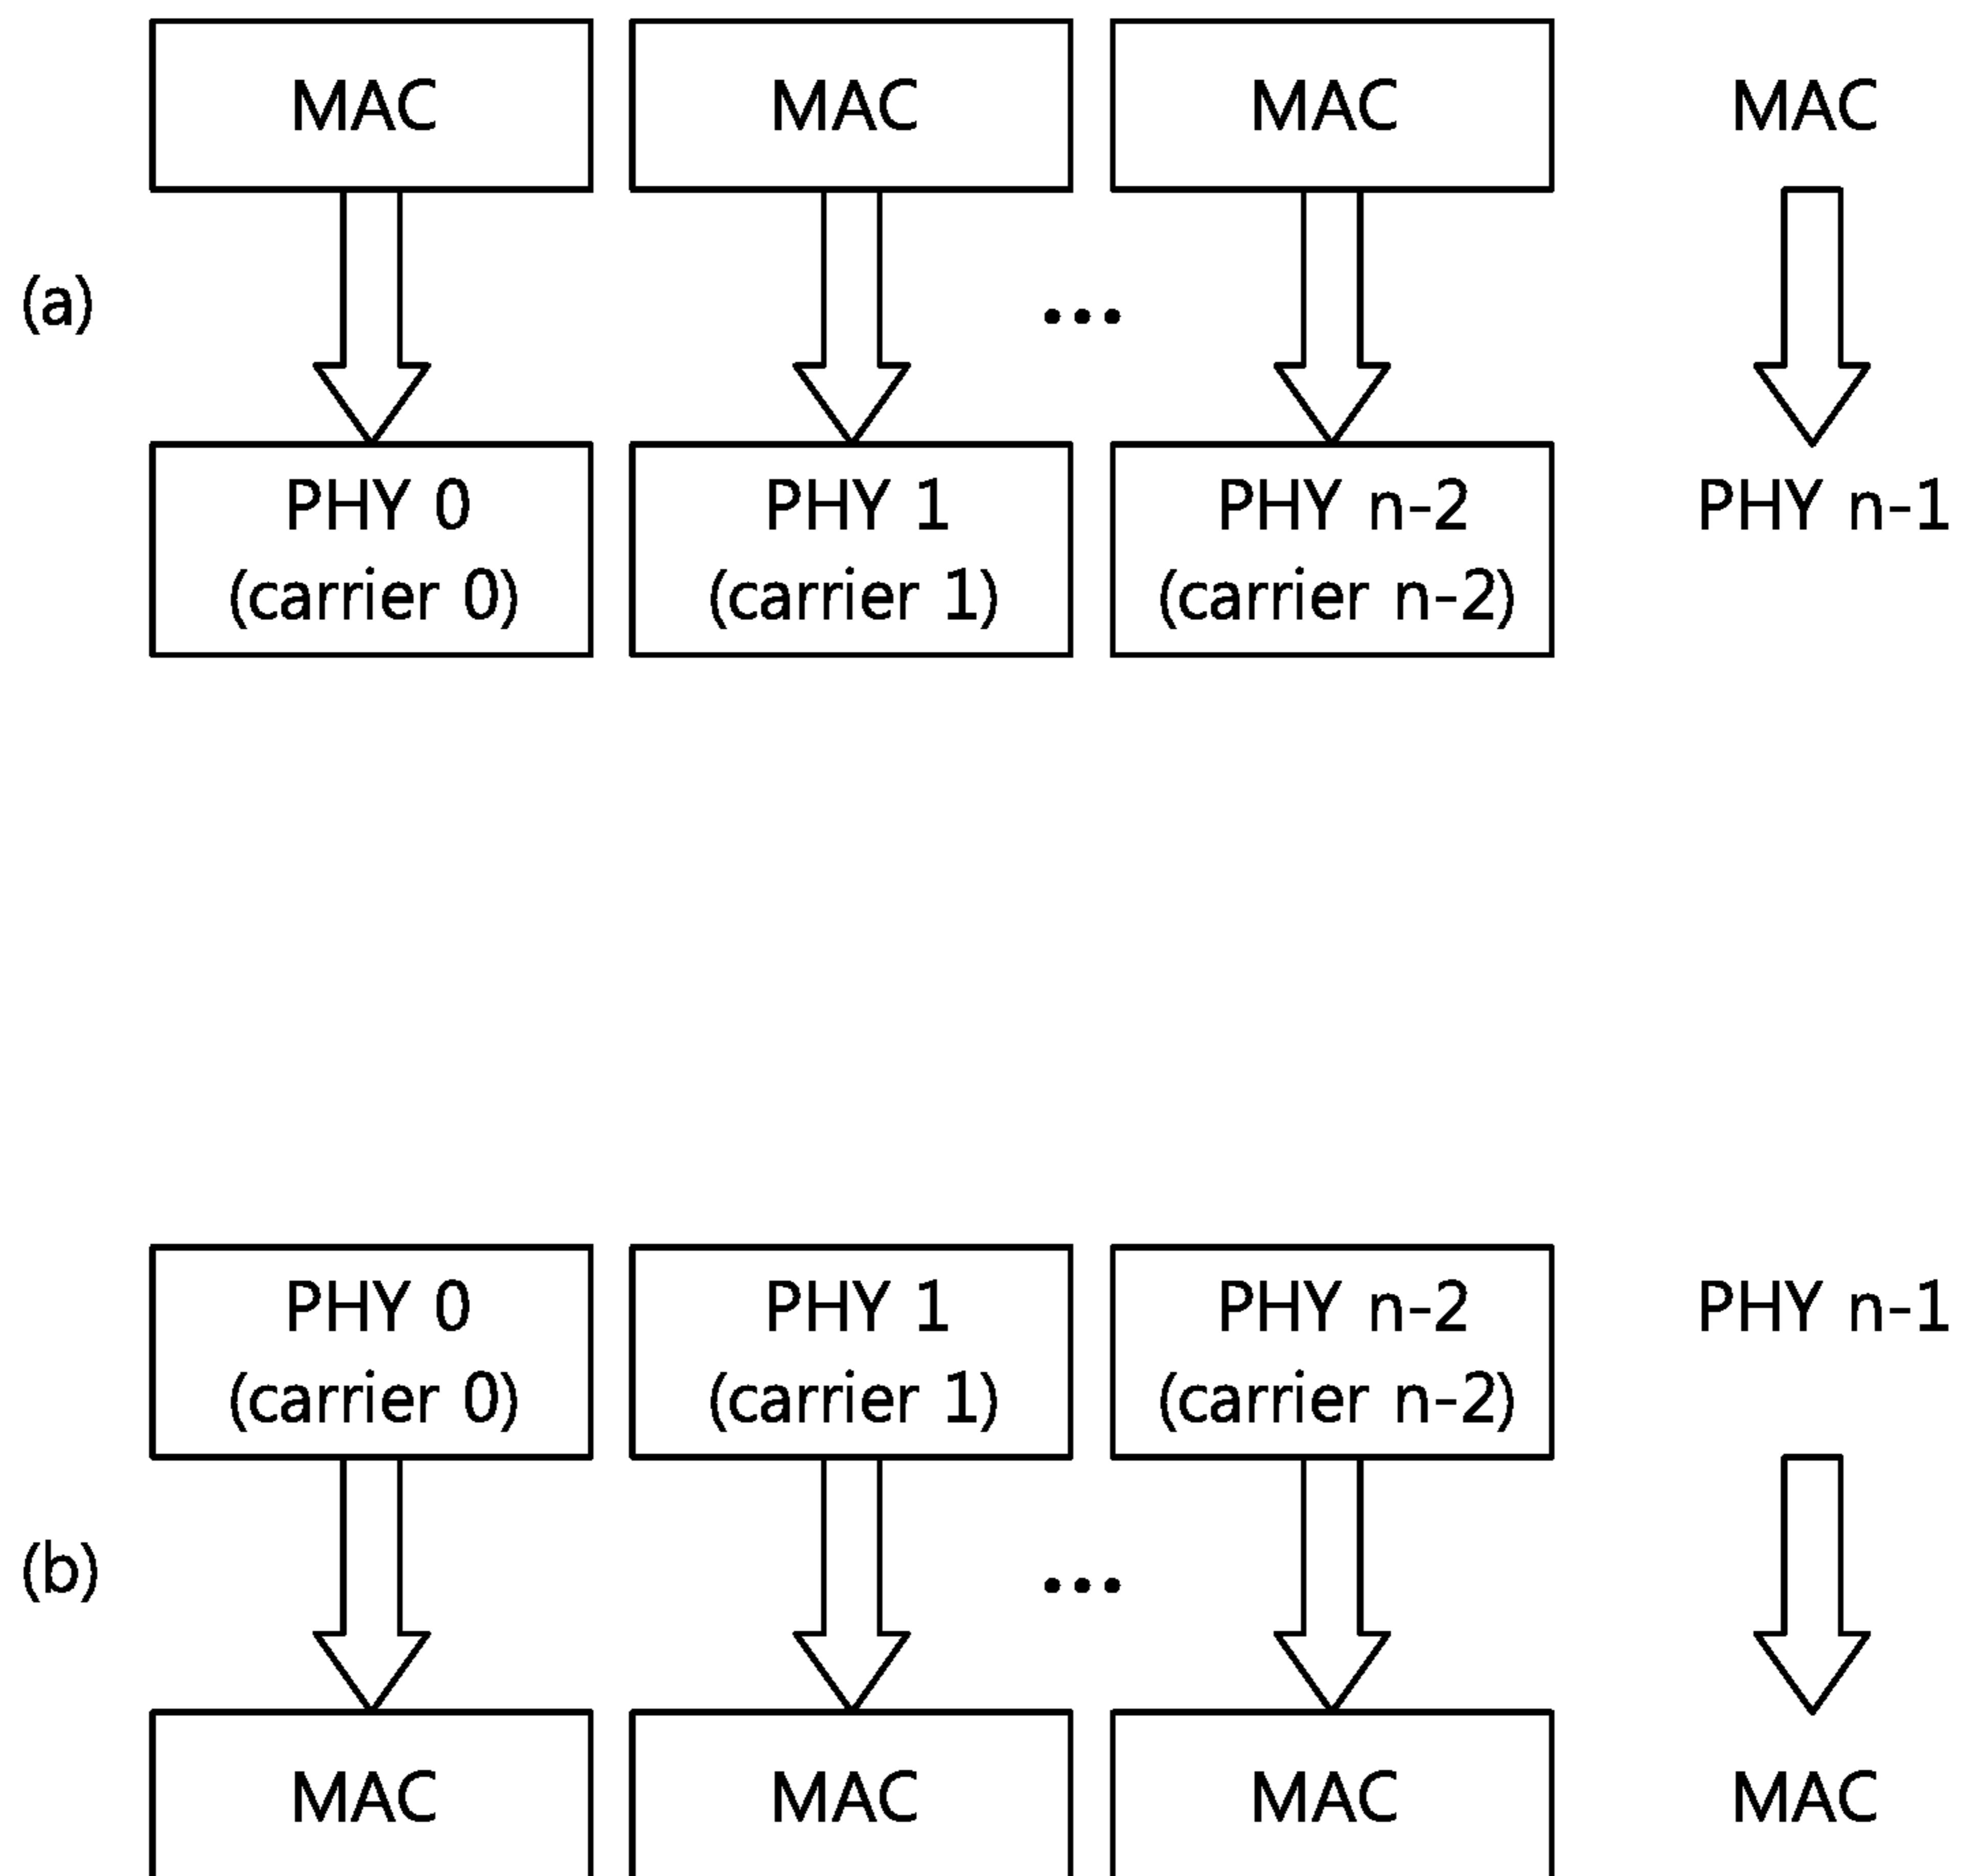 MAC MAC MAC MAC
(a)
...
PHY 0 PHY 1 PHY n-2 PHY n-1
(carrier 0) (carrier 1) (carrier n-2)
PHY 0 PHY 1 PHY n-2 PHY n-1
(carrier 0) (carrier 1) (carrier n-2)
(b)
...
MAC MAC MAC MAC